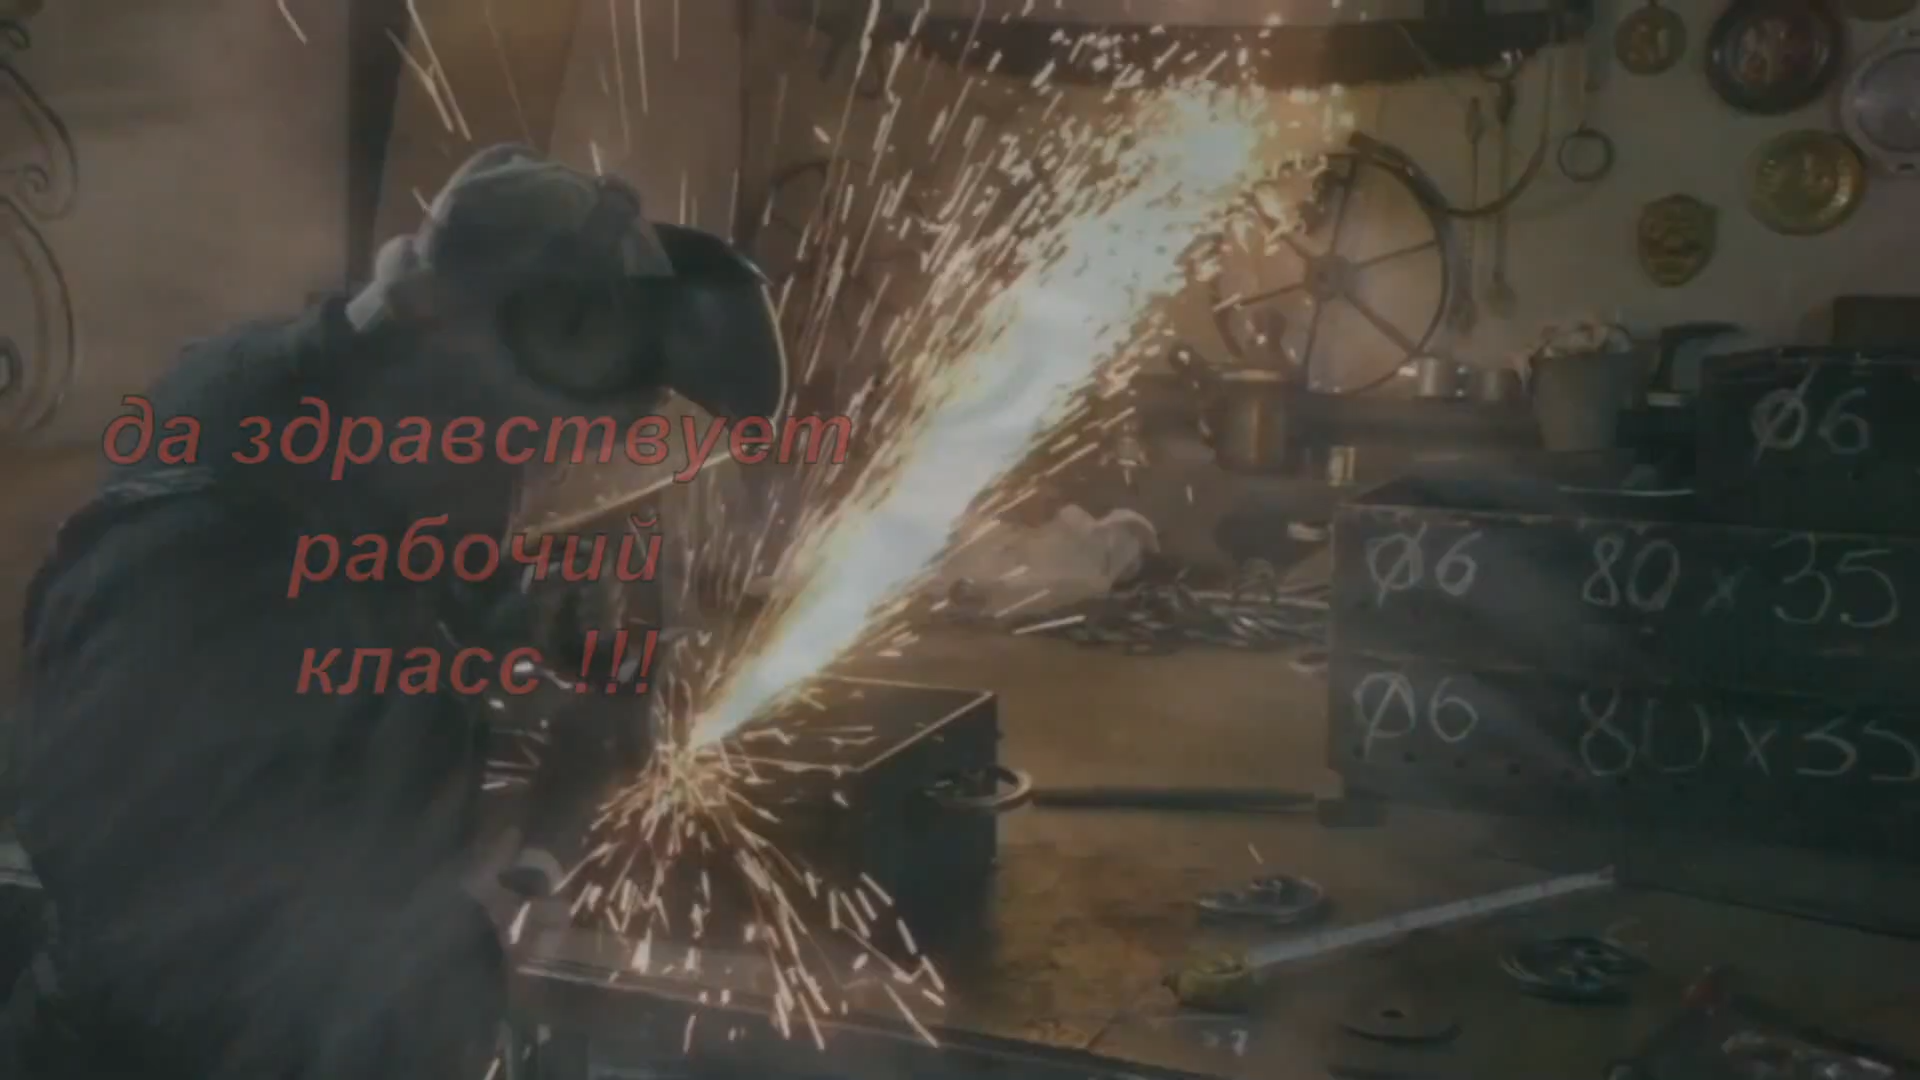 да здравствует
рабочий
класс !!!
Ø6
Ø6 80 x 35
Ø6 80 x 35